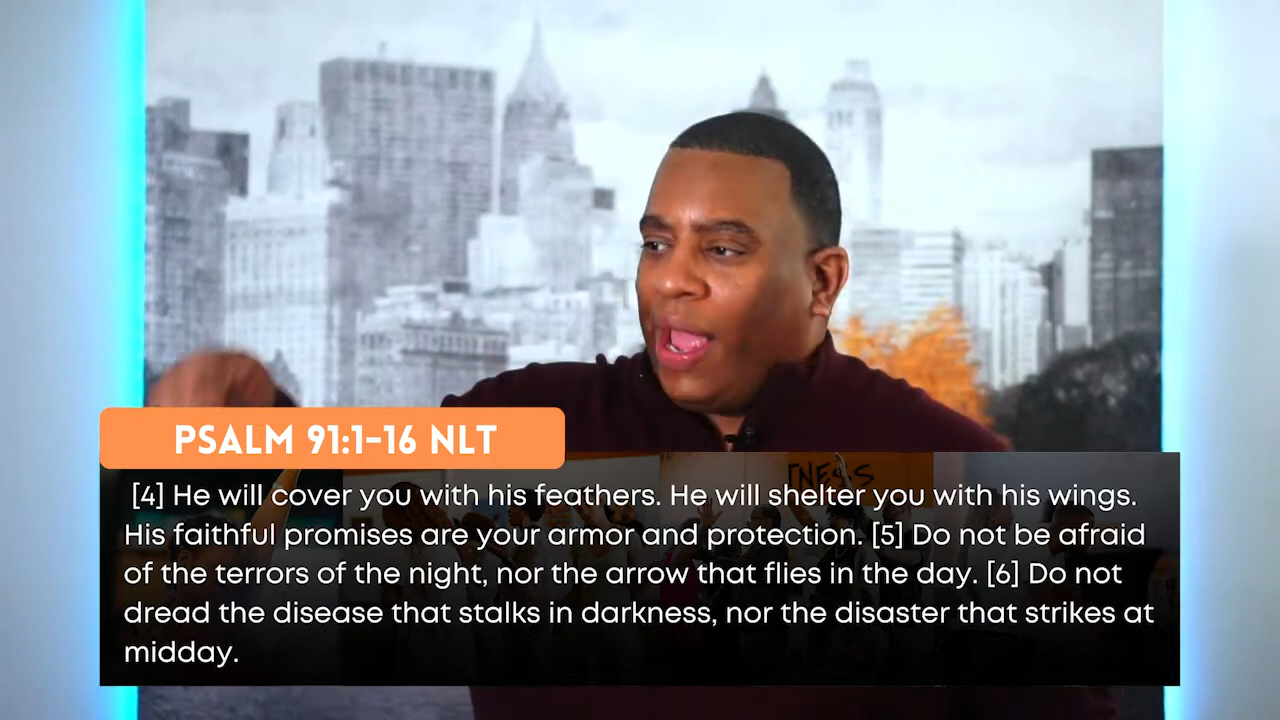 PSALM 91:1-16 NLT
[4] He will cover you with his feathers. He will shelter you with his wings.
His faithful promises are your armor and protection. [5] Do not be afraid
of the terrors of the night, nor the arrow that flies in the day. [6] Do not
dread the disease that stalks in darkness, nor the disaster that strikes at
midday.